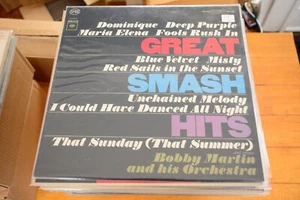 Dominique Deep Purple
Maria Elena Fools Rush In
GREAT
Blue Velvet Misty
Red Sails in the Sunset
SMASH
Unchained Melody
I Could Have Danced All Night
HITS
That Sunday (That Summer)
Bobby Martin
and his Orchestra